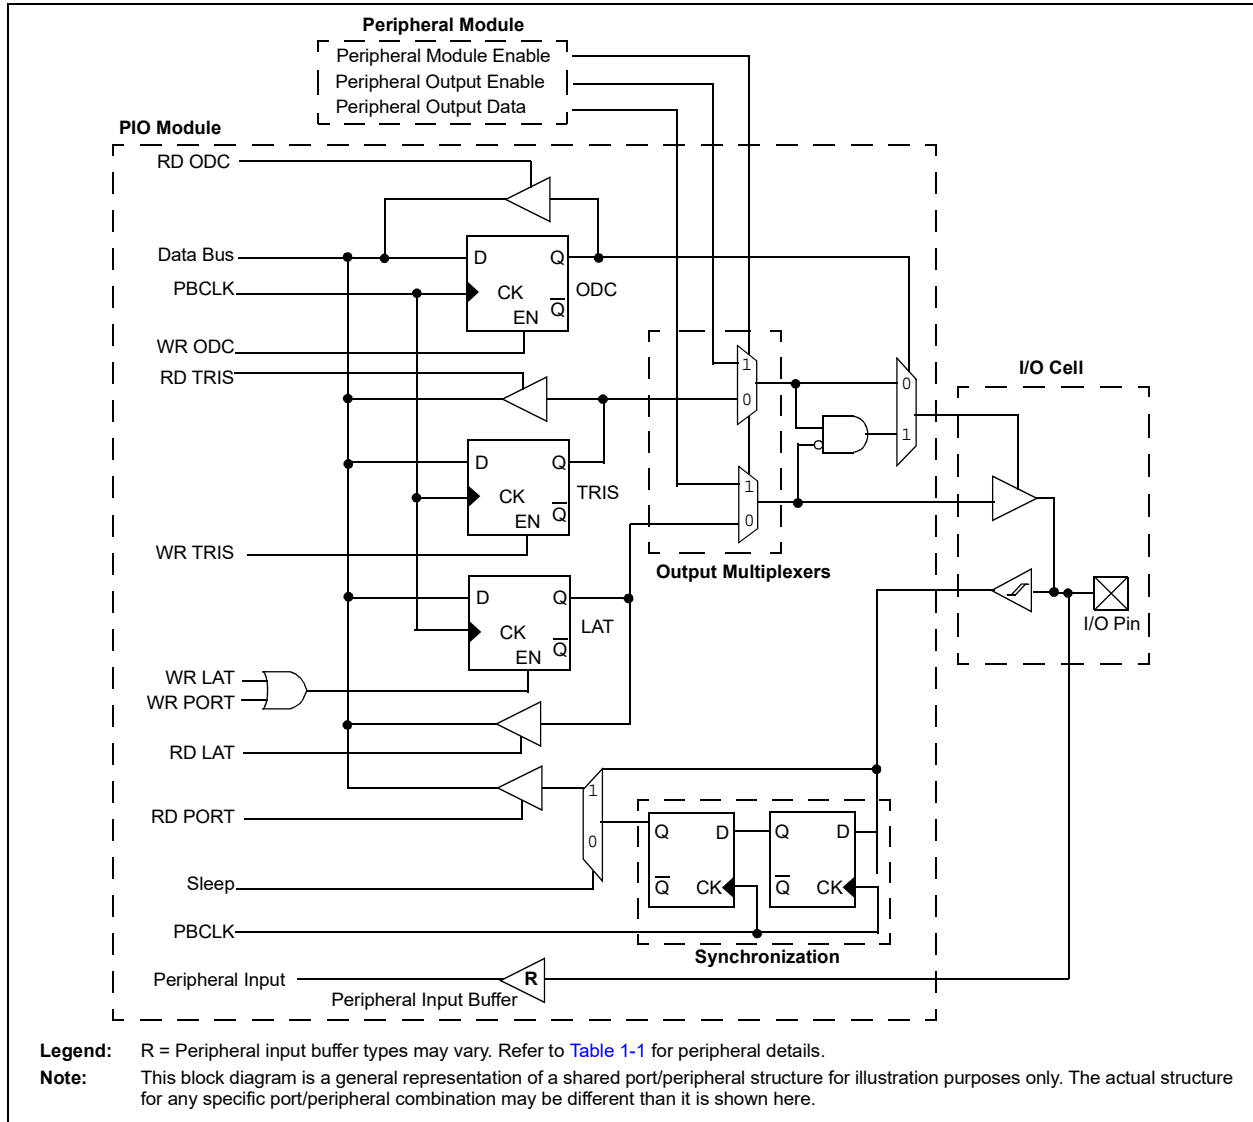 Peripheral Module
Peripheral Module Enable
Peripheral Output Enable
Peripheral Output Data
PIO Module
RD ODC
Data Bus
D
Q
PBCLK
CK
Q
ODC
EN
WR ODC
RD TRIS
1
0
I/O Cell
0
1
D
Q
CK
Q
TRIS
EN
1
0
WR TRIS
Output Multiplexers
D
Q
CK
Q
LAT
EN
I/O Pin
WR LAT
WR PORT
RD LAT
1
0
RD PORT
Q
D
Q
D
Q
CK
Q
CK
Sleep
PBCLK
Synchronization
Peripheral Input
R
Peripheral Input Buffer
Legend: R = Peripheral input buffer types may vary. Refer to Table 1-1 for peripheral details.
Note: This block diagram is a general representation of a shared port/peripheral structure for illustration purposes only. The actual structure
for any specific port/peripheral combination may be different than it is shown here.